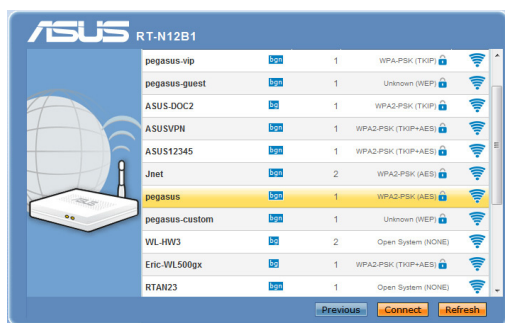 ASUS RT-N12B1
pegasus-vip bgn 1 WPA-PSK (TKIP)
pegasus-guest bgn 1 Unknown (WEP)
ASUS-DOC2 bg 1 WPA-PSK (TKIP)
ASUSVPN bgn 1 WPA2-PSK (TKIP+AES)
ASUS12345 bgn 1 WPA2-PSK (TKIP+AES)
Jnet bgn 2 WPA2-PSK (AES)
pegasus bgn 1 WPA2-PSK (AES)
pegasus-custom bgn 1 Unknown (WEP)
WL-HW3 bg 2 Open System (NONE)
Eric-WL500gx bg 1 WPA2-PSK (TKIP+AES)
RTAN23 bgn 1 Open System (NONE)
ASUS
Previous Connect Refresh